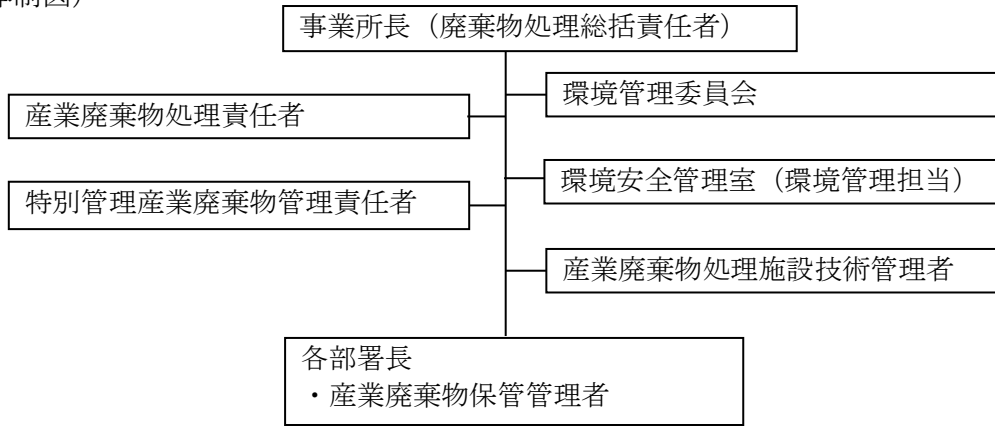 制図）
事業所長（廃棄物処理総括責任者）
環境管理委員会
産業廃棄物処理責任者
環境安全管理室（環境管理担当）
特別管理産業廃棄物管理責任者
産業廃棄物処理施設技術管理者
各部署長
・産業廃棄物保管管理者